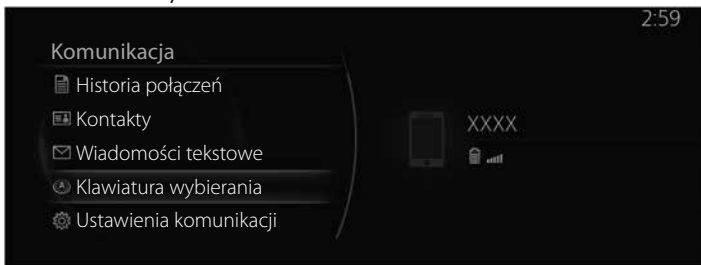 2:59
Komunikacja
Historia połączeń
Kontakty
XXXX
Wiadomości tekstowe
Klawiatura wybierania
Ustawienia komunikacji